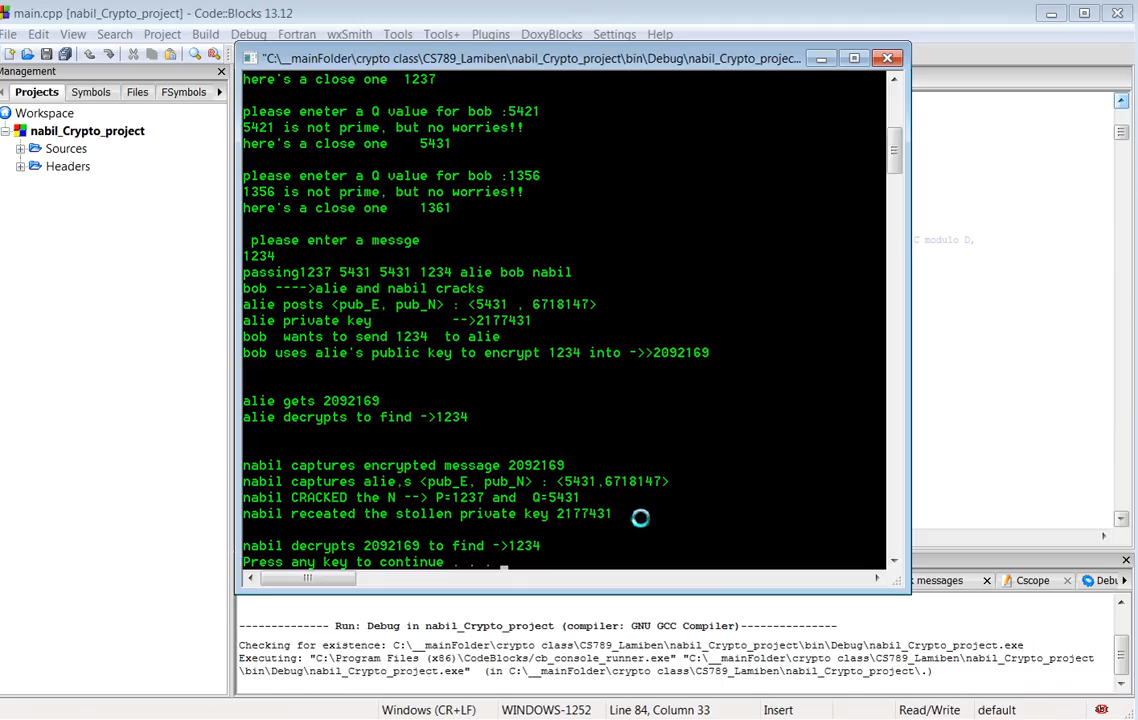 main.cpp [nabil_Crypto_project] - Code::Blocks 13.12
File Edit View Search Project Build Debug Fortran wxSmith Tools Tools+ Plugins DoxyBlocks Settings Help
Management
Projects Symbols Files FSymbols
Workspace
nabil_Crypto_project
Sources
Headers
"C:\__mainFolder\crypto class\CS789_Lamiben\nabil_Crypto_project\bin\Debug\nabil_Crypto_projec...
here's a close one 1237
please eneter a Q value for bob :5421
5421 is not prime, but no worries!!
here's a close one 5431
please eneter a Q value for bob :1356
1356 is not prime, but no worries!!
here's a close one 1361
please enter a messge
1234
passing1237 5431 5431 1234 alie bob nabil
bob ---->alie and nabil cracks
alie posts <pub_E, pub_N> : <5431 , 6718147>
alie private key -->2177431
bob wants to send 1234 to alie
bob uses alie's public key to encrypt 1234 into ->>2092169
alie gets 2092169
alie decrypts to find ->1234
nabil captures encrypted message 2092169
nabil captures alie,s <pub_E, pub_N> : <5431,6718147>
nabil CRACKED the N --> P=1237 and Q=5431
nabil receated the stollen private key 2177431
nabil decrypts 2092169 to find ->1234
Press any key to continue . . .
C modulo D,
messages Cscope Debu
-------------- Run: Debug in nabil_Crypto_project (compiler: GNU GCC Compiler)---------------
Checking for existence: C:\__mainFolder\crypto class\CS789_Lamiben\nabil_Crypto_project\bin\Debug\nabil_Crypto_project.exe
Executing: "C:\Program Files (x86)\CodeBlocks/cb_console_runner.exe" "C:\__mainFolder\crypto class\CS789_Lamiben\nabil_Crypto_project
\bin\Debug\nabil_Crypto_project.exe" (in C:\__mainFolder\crypto class\CS789_Lamiben\nabil_Crypto_project\.)
Windows (CR+LF) WINDOWS-1252 Line 84, Column 33 Insert Read/Write default